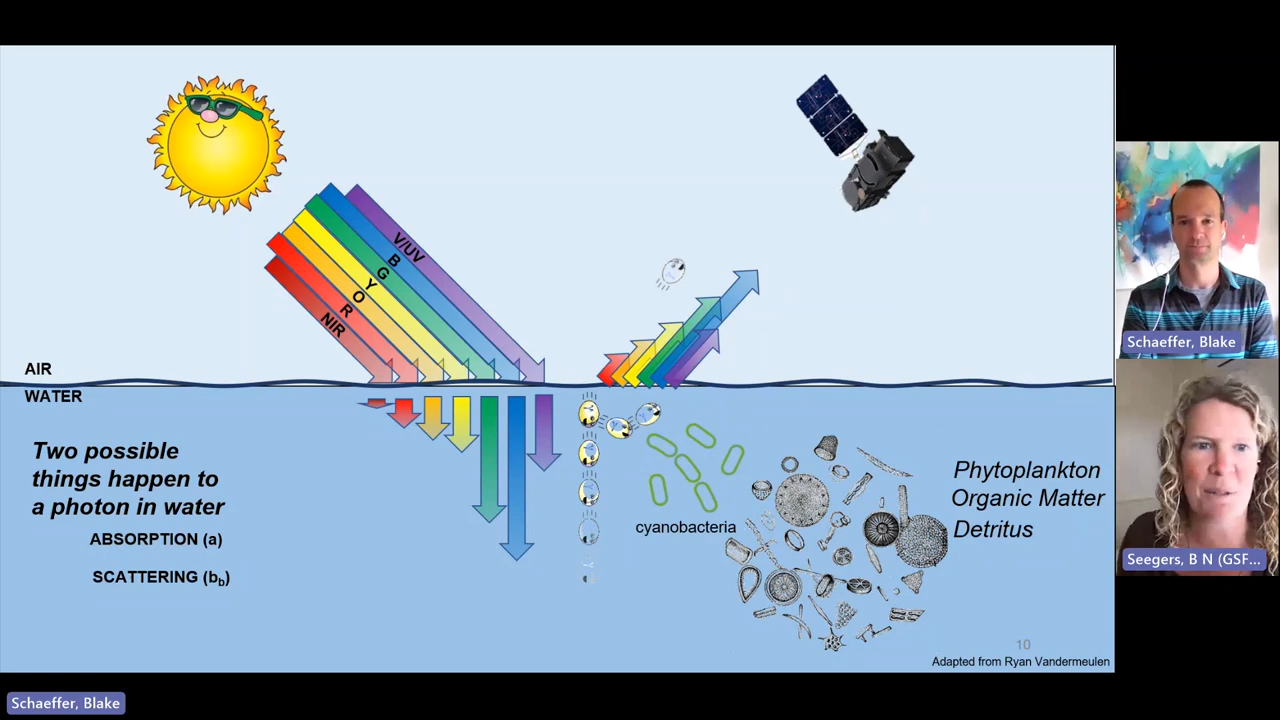 V/UV
B
G
Y
O
R
NIR
AIR
WATER
Two possible
things happen to
a photon in water
ABSORPTION (a)
SCATTERING (bb)
cyanobacteria
Phytoplankton
Organic Matter
Detritus
10
Adapted from Ryan Vandermeulen
Schaeffer, Blake
Seegers, B N (GSF...
Schaeffer, Blake